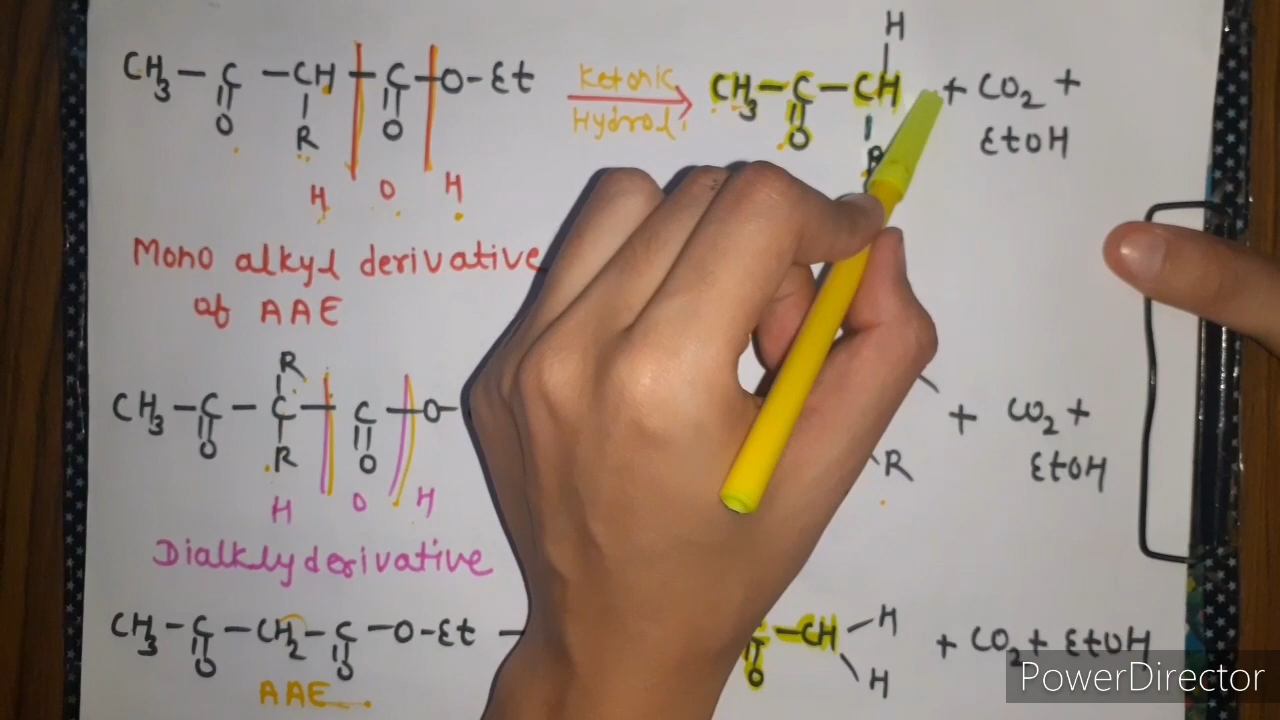 H
CH3 – C – CH – C – O – Et Ketonic CH3 – C – CH + CO2 +
O R O Hydroli O EtOH
H O H
Mono alkyl derivative
of AAE
R
CH3 – C – C – C – O – + CO2 +
O R O R EtOH
H O H
Dialkly derivative
CH3 – C – CH2 – C – O – Et – CH – H + CO2 + EtOH
O O O H
AAE
PowerDirector